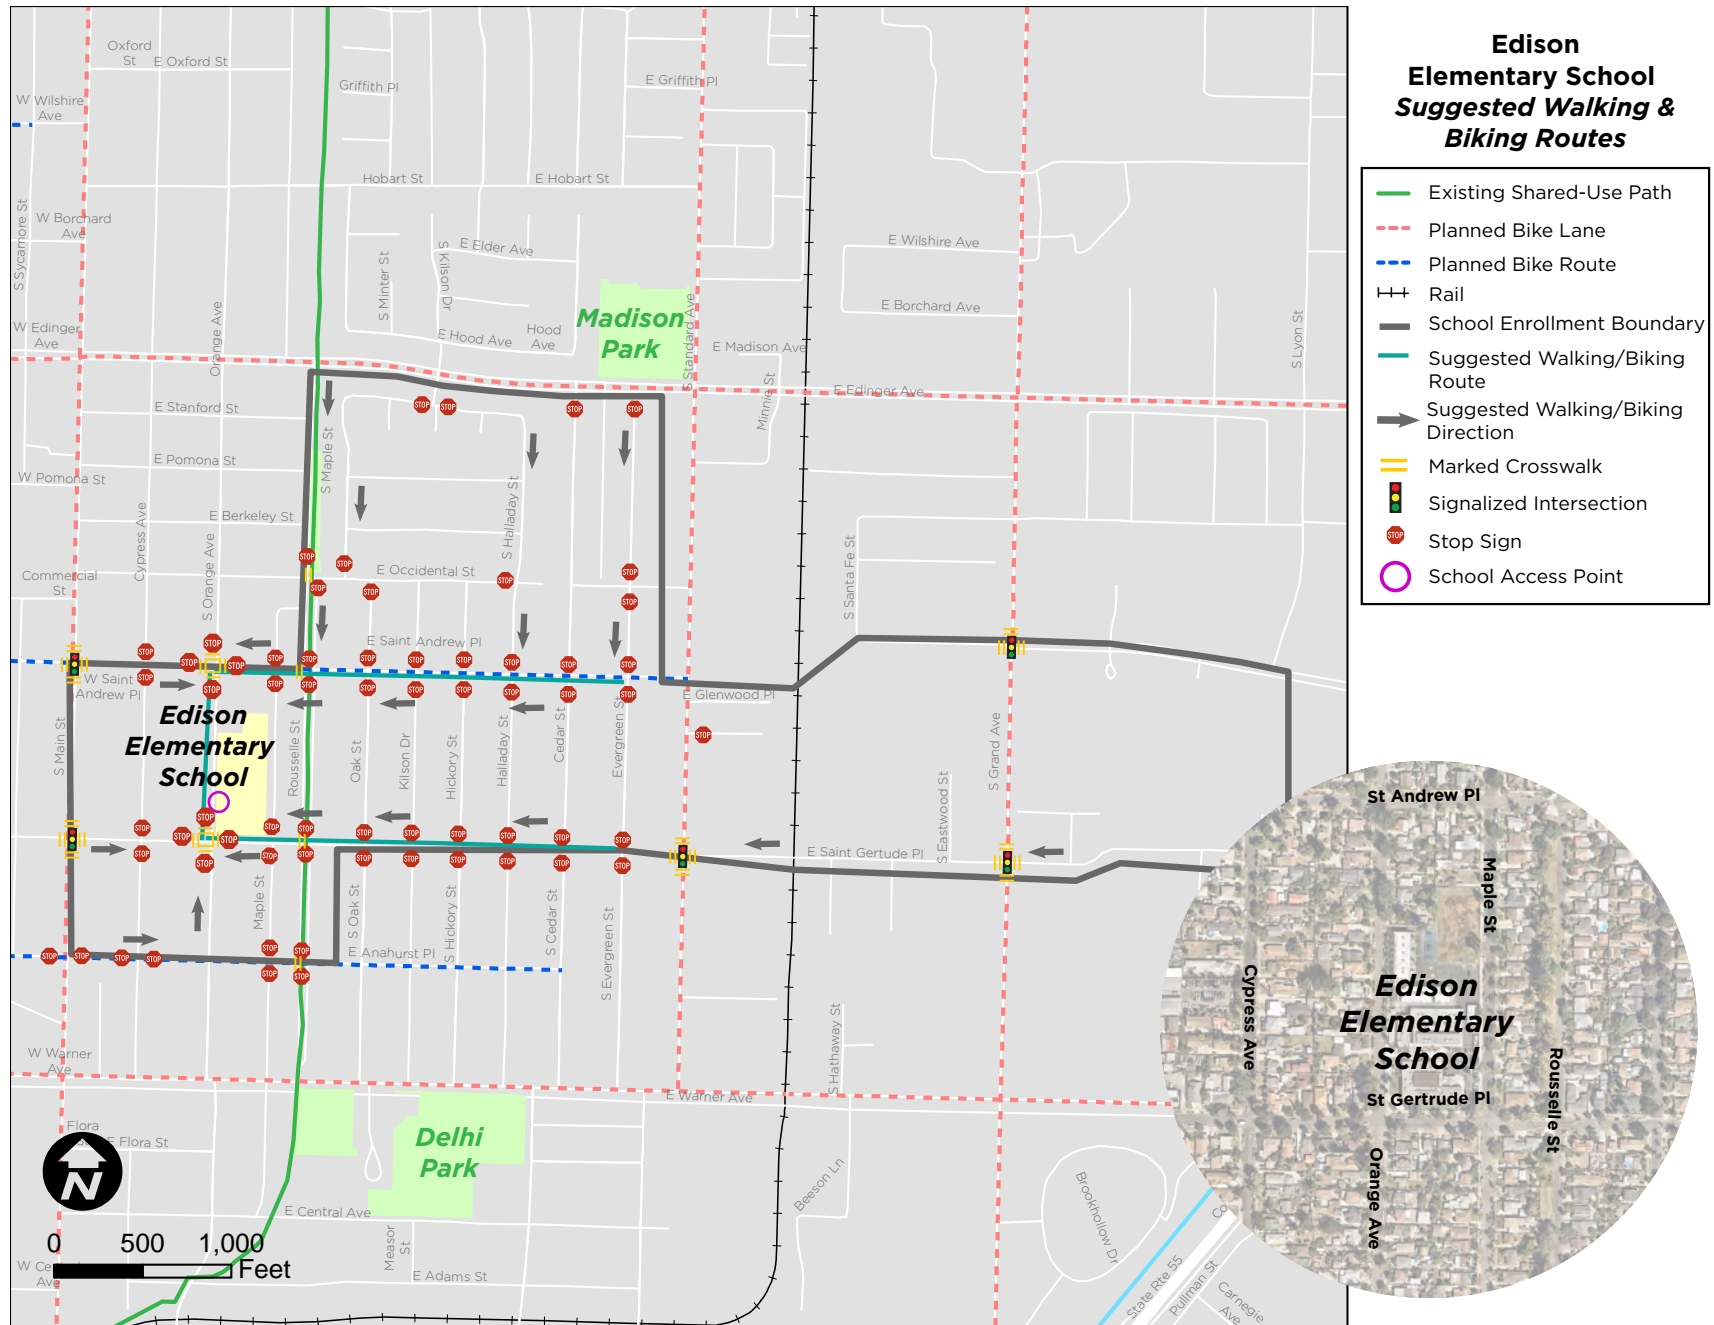 Edison
Elementary School
Suggested Walking &
Biking Routes
Existing Shared-Use Path
Planned Bike Lane
Planned Bike Route
Rail
School Enrollment Boundary
Suggested Walking/Biking
Route
Suggested Walking/Biking
Direction
Marked Crosswalk
Signalized Intersection
STOP
Stop Sign
School Access Point
Oxford
St
E Oxford St
W Wilshire
Ave
Griffith Pl
E Griffith Pl
Hobart St
E Hobart St
S Sycamore St
W Borchard
Ave
E Elder Ave
S Kilson Dr
S Minter St
E Wilshire Ave
E Borchard Ave
Orange Ave
W Edinger
Ave
E Hood Ave
Hood
Ave
Madison
Park
S Standard Ave
E Madison Ave
Minnie St
E Edinger Ave
S Lyon St
E Stanford St
E Pomona St
W Pomona St
S Maple St
E Berkeley St
Cypress Ave
S Orange Ave
S Halladay St
E Occidental St
Commercial
St
S Santa Fe St
E Saint Andrew Pl
W Saint
Andrew Pl
E Glenwood Pl
Edison
Elementary
School
S Main St
Rousselle St
Oak St
Kilson Dr
Hickory St
Halladay St
Cedar St
Evergreen St
S Grand Ave
S Eastwood St
E Saint Gertude Pl
Maple St
S Oak St
S Hickory St
S Cedar St
S Evergreen St
E Anahurst Pl
W Warner
Ave
S Hathaway St
E Warner Ave
Flora
E Flora St
Delhi
Park
N
E Central Ave
Measor
St
Beeson Ln
Brookhollow Dr
0 500 1,000
Feet
W Ce
Ave
E Adams St
State Rte 55
Pullman St
Carnegie
Ave
Co
St Andrew Pl
Maple St
Cypress Ave
Edison
Elementary
School
Rousselle St
St Gertrude Pl
Orange Ave